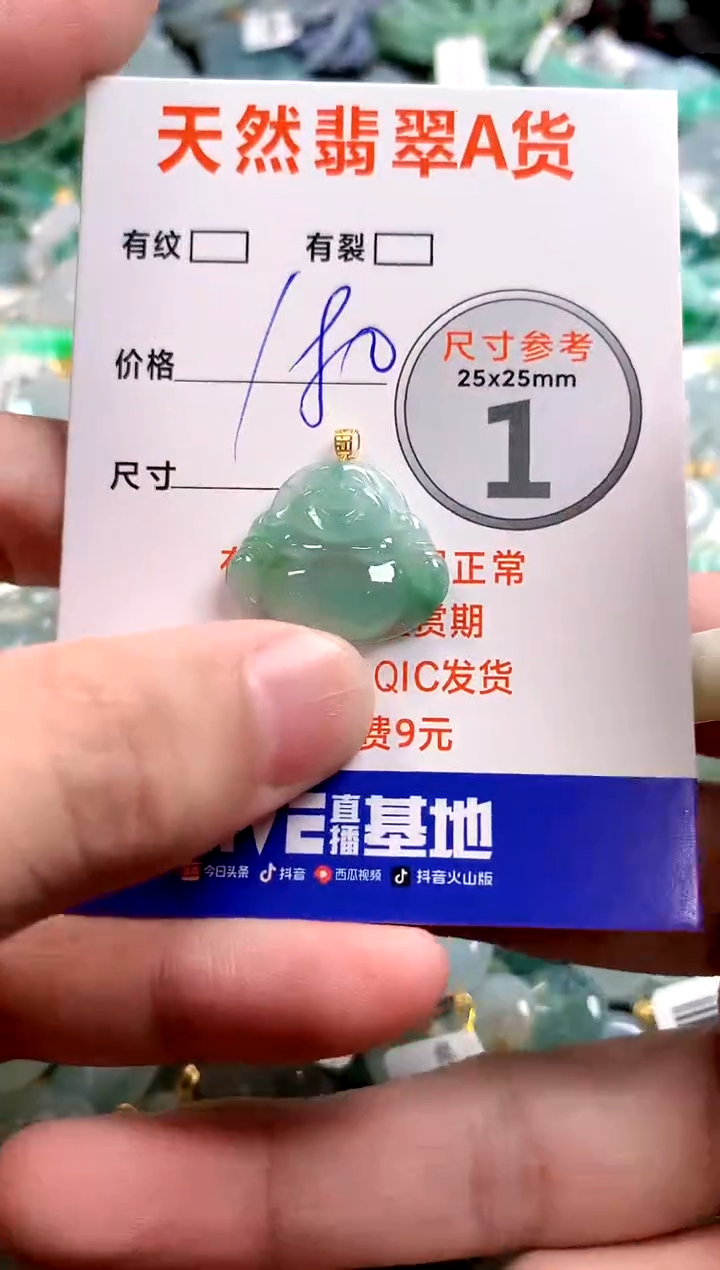 天然翡翠A货
有纹 有裂
价格 180
尺寸
尺寸参考
25x25mm
1
正常
赏期
QIC发货
费9元
直播基地
今日头条 抖音 西瓜视频 抖音火山版